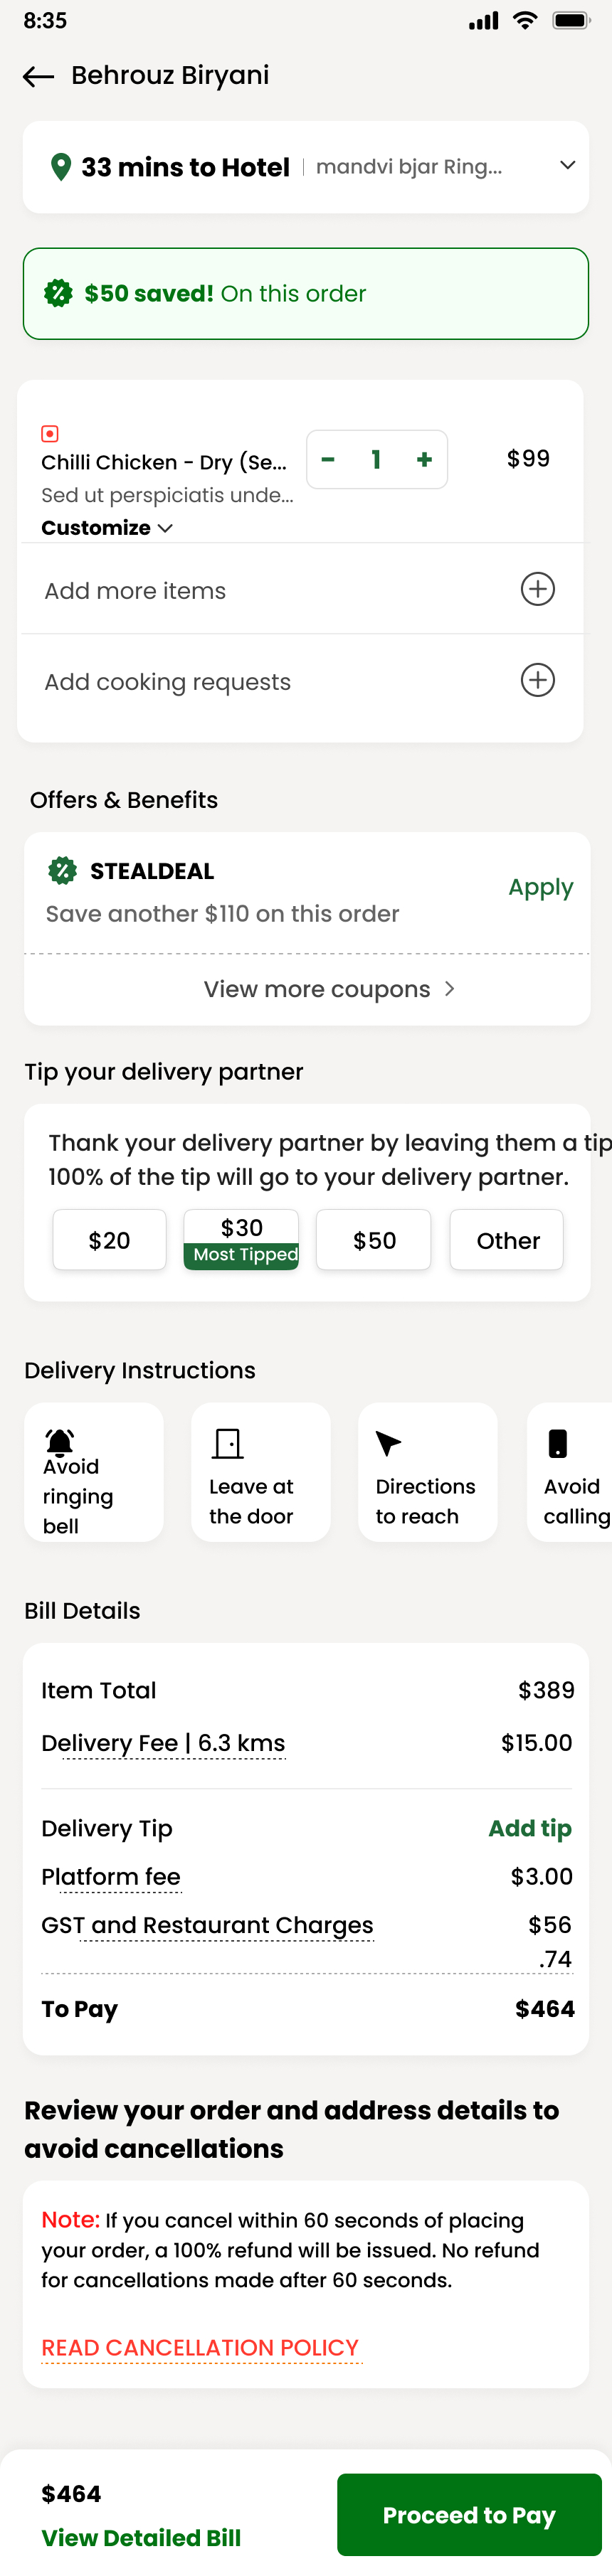 8:35
Behrouz Biryani
33 mins to Hotel | mandvi bjar Ring...
$50 saved! On this order
Chilli Chicken - Dry (Se...
- 1 +
$99
Sed ut perspiciatis unde...
Customize
Add more items
Add cooking requests
Offers & Benefits
STEALDEAL
Apply
Save another $110 on this order
View more coupons
Tip your delivery partner
Thank your delivery partner by leaving them a tip
100% of the tip will go to your delivery partner.
$20
$30
Most Tipped
$50
Other
Delivery Instructions
Avoid
ringing
bell
Leave at
the door
Directions
to reach
Avoid
calling
Bill Details
Item Total $389
Delivery Fee | 6.3 kms $15.00
Delivery Tip Add tip
Platform fee $3.00
GST and Restaurant Charges $56
.74
To Pay $464
Review your order and address details to
avoid cancellations
Note: If you cancel within 60 seconds of placing
your order, a 100% refund will be issued. No refund
for cancellations made after 60 seconds.
READ CANCELLATION POLICY
$464
View Detailed Bill
Proceed to Pay